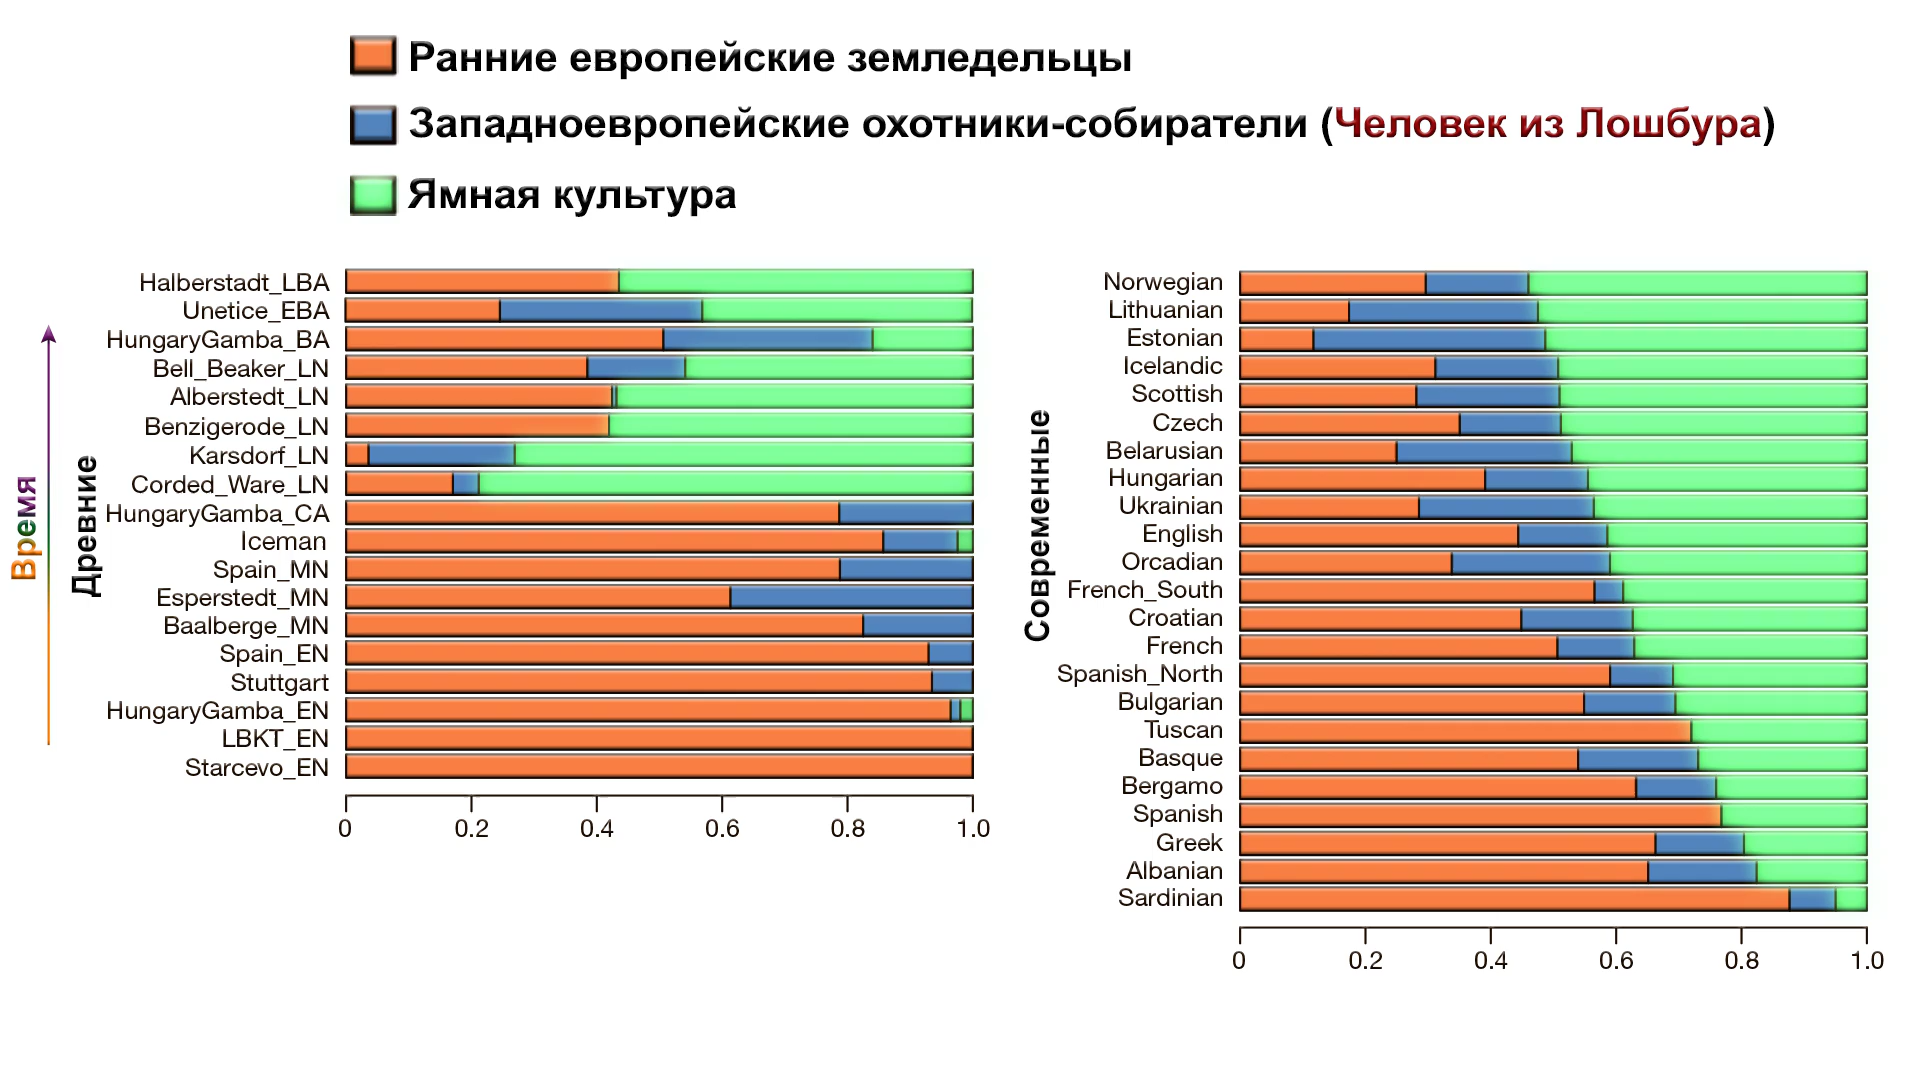 Ранние европейские земледельцы
Западноевропейские охотники-собиратели (Человек из Лошбура)
Ямная культура
Время
Древние
Halberstadt_LBA
Unetice_EBA
HungaryGamba_BA
Bell_Beaker_LN
Alberstedt_LN
Benzigerode_LN
Karsdorf_LN
Corded_Ware_LN
HungaryGamba_CA
Iceman
Spain_MN
Esperstedt_MN
Baalberge_MN
Spain_EN
Stuttgart
HungaryGamba_EN
LBKT_EN
Starcevo_EN
0 0.2 0.4 0.6 0.8 1.0
Современные
Norwegian
Lithuanian
Estonian
Icelandic
Scottish
Czech
Belarusian
Hungarian
Ukrainian
English
Orcadian
French_South
Croatian
French
Spanish_North
Bulgarian
Tuscan
Basque
Bergamo
Spanish
Greek
Albanian
Sardinian
0 0.2 0.4 0.6 0.8 1.0